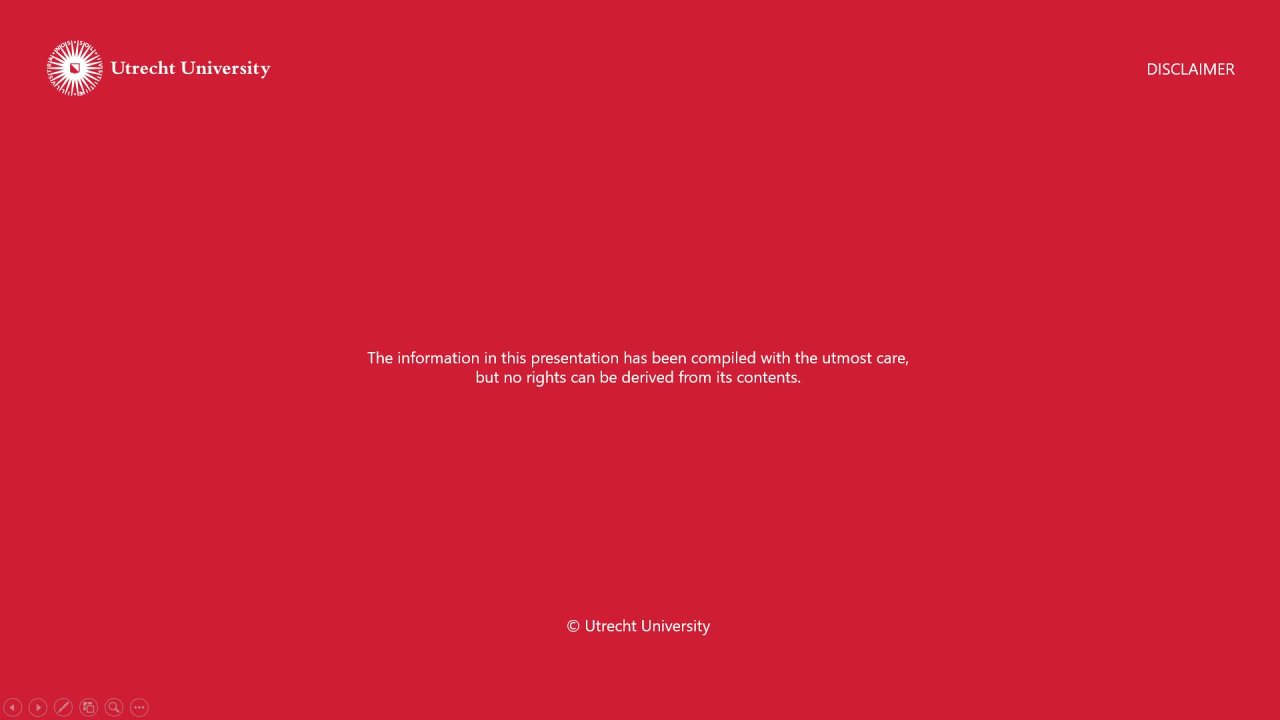 Utrecht University
DISCLAIMER
The information in this presentation has been compiled with the utmost care,
but no rights can be derived from its contents.
© Utrecht University